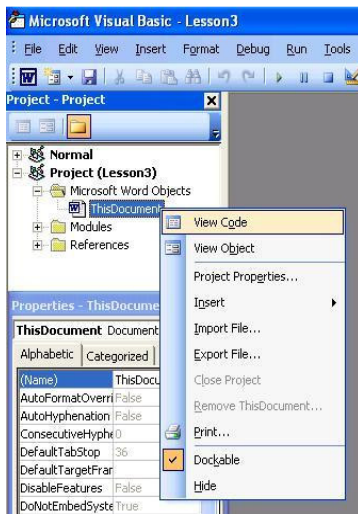 Microsoft Visual Basic - Lesson3
File Edit View Insert Format Debug Run Tools
Project - Project
Normal
Project (Lesson3)
Microsoft Word Objects
ThisDocument
Modules
References
View Code
View Object
Project Properties...
Insert
Import File...
Export File...
Close Project
Remove ThisDocument...
Print...
Dockable
Hide
Properties - ThisDocume
ThisDocument Document
Alphabetic Categorized
(Name) ThisDocu
AutoFormatOverri False
AutoHyphenation False
ConsecutiveHyphe 0
DefaultTabStop 36
DefaultTargetFrar
DisableFeatures False
DoNotEmbedSyste True